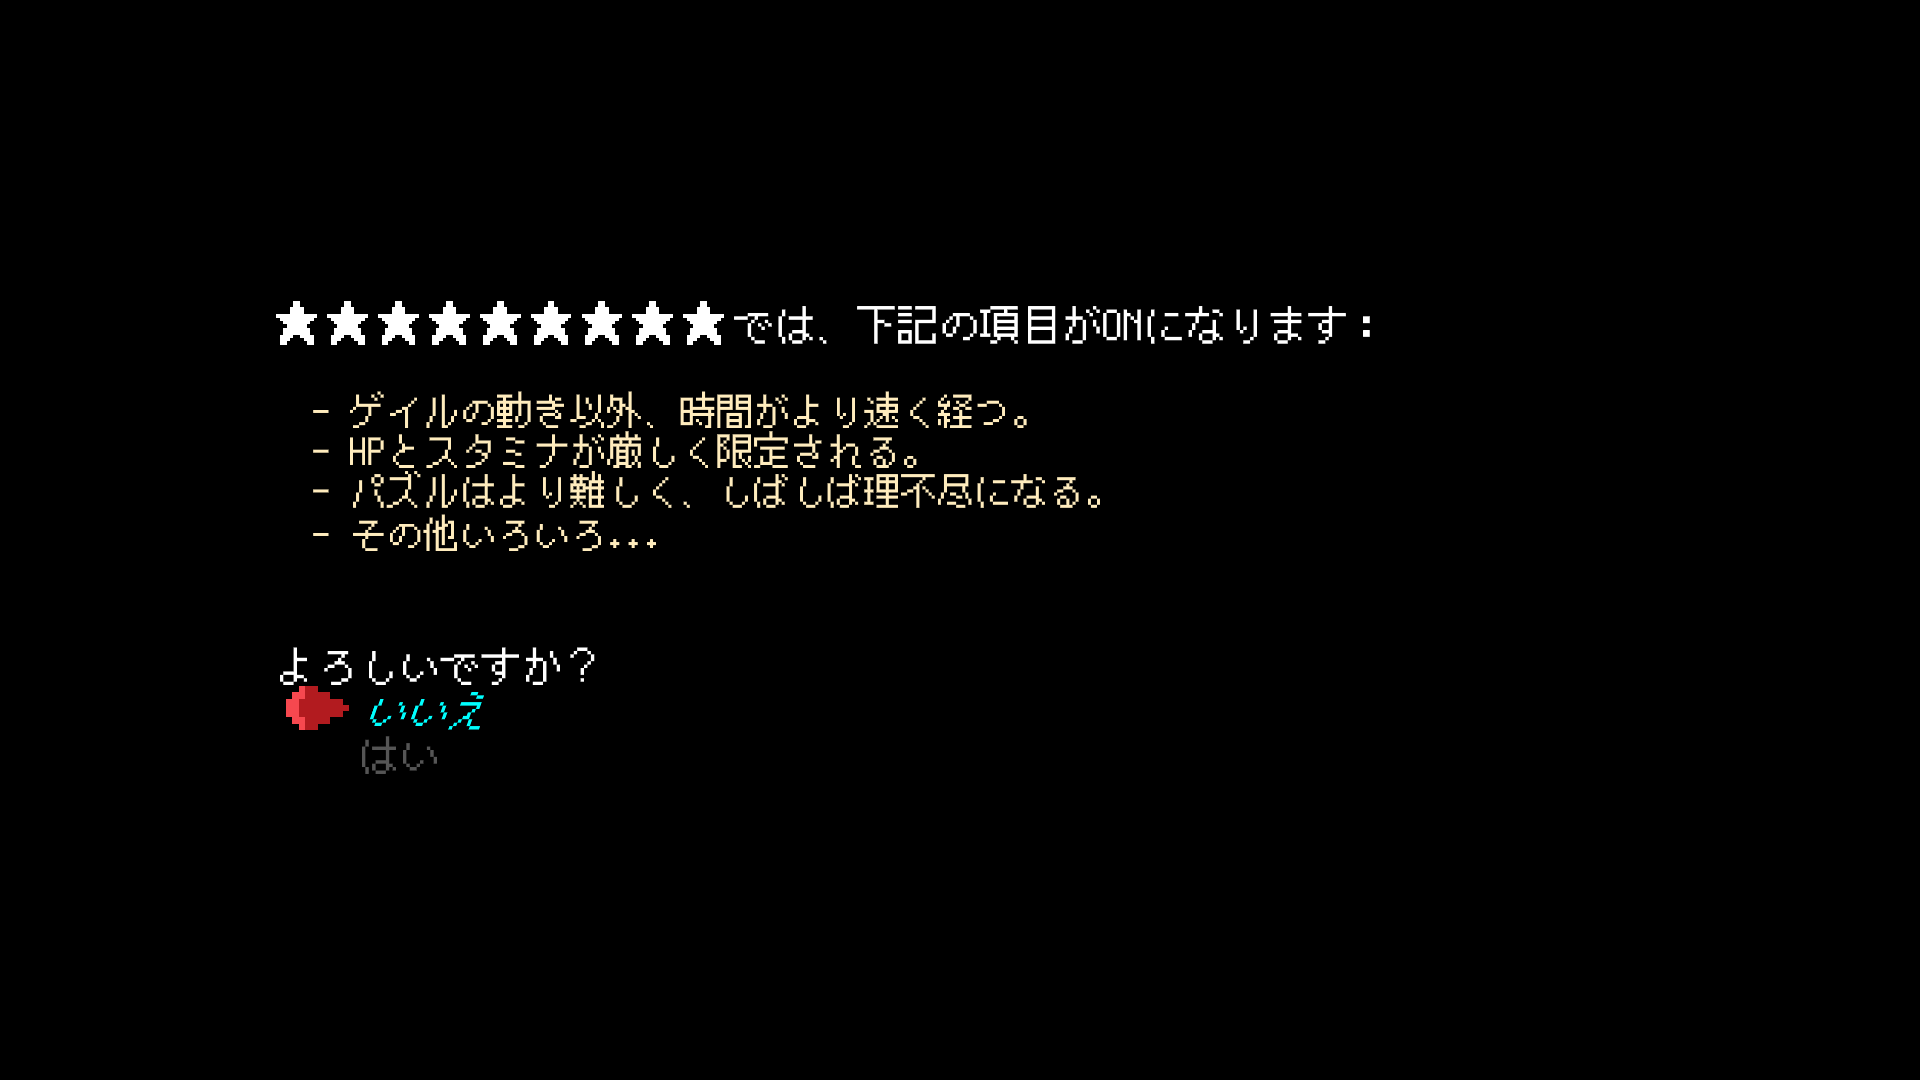 ★★★★★★★★★では、下記の項目がONになります：
- ゲイルの動き以外、時間がより速く経つ。
- HPとスタミナが厳しく限定される。
- パズルはより難しく、しばしば理不尽になる。
- その他いろいろ...
よろしいですか？
いいえ
はい